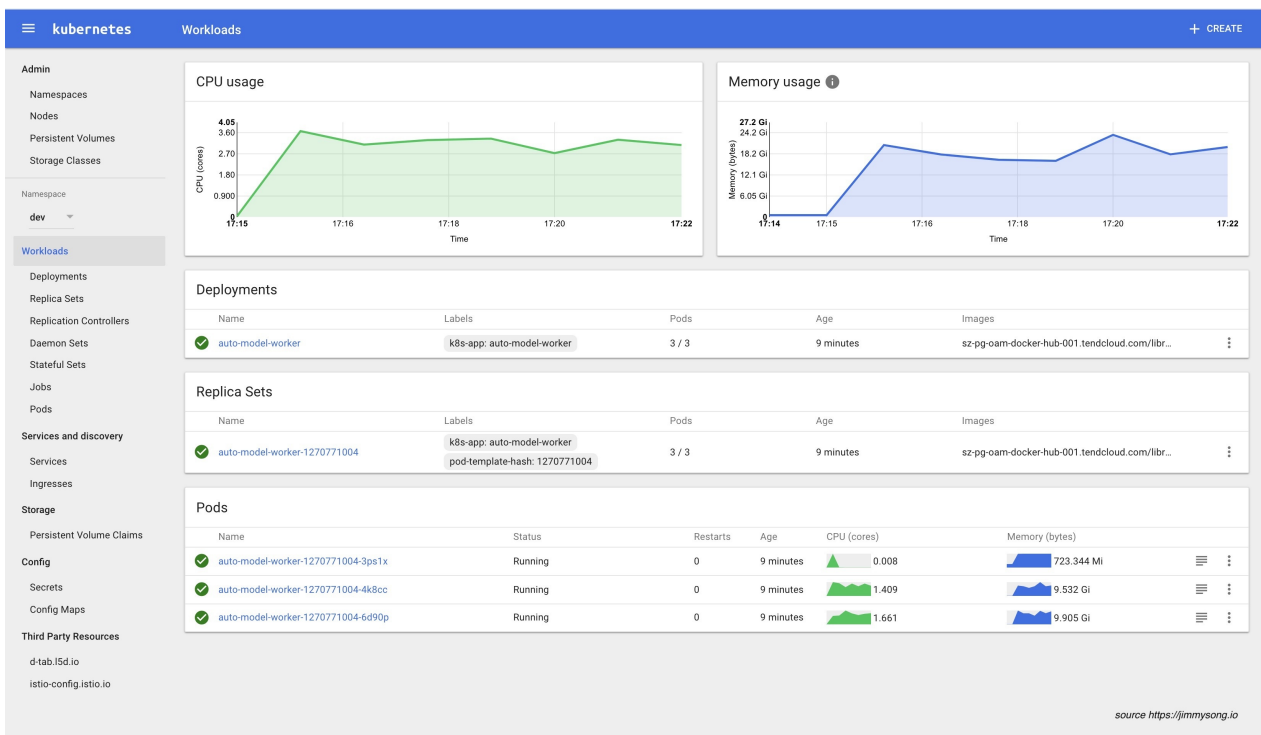 kubernetes
Workloads
+ CREATE
Admin
Namespaces
Nodes
Persistent Volumes
Storage Classes
Namespace
dev
Workloads
Deployments
Replica Sets
Replication Controllers
Daemon Sets
Stateful Sets
Jobs
Pods
Services and discovery
Services
Ingresses
Storage
Persistent Volume Claims
Config
Secrets
Config Maps
Third Party Resources
d-tab.l5d.io
istio-config.istio.io
CPU usage
CPU (cores)
4.05
3.60
2.70
1.80
0.900
0
17:15 17:16 17:18 17:20 17:22
Time
Memory usage
Memory (bytes)
27.2 Gi
24.2 Gi
18.2 Gi
12.1 Gi
6.05 Gi
0
17:14 17:15 17:16 17:18 17:20 17:22
Time
Deployments
Name Labels Pods Age Images
auto-model-worker k8s-app: auto-model-worker 3 / 3 9 minutes sz-pg-oam-docker-hub-001.tendcloud.com/libr...
Replica Sets
Name Labels Pods Age Images
auto-model-worker-1270771004 k8s-app: auto-model-worker 3 / 3 9 minutes sz-pg-oam-docker-hub-001.tendcloud.com/libr...
pod-template-hash: 1270771004
Pods
Name Status Restarts Age CPU (cores) Memory (bytes)
auto-model-worker-1270771004-3ps1x Running 0 9 minutes 0.008 723.344 Mi
auto-model-worker-1270771004-4k8cc Running 0 9 minutes 1.409 9.532 Gi
auto-model-worker-1270771004-6d90p Running 0 9 minutes 1.661 9.905 Gi
source https://jimmysong.io